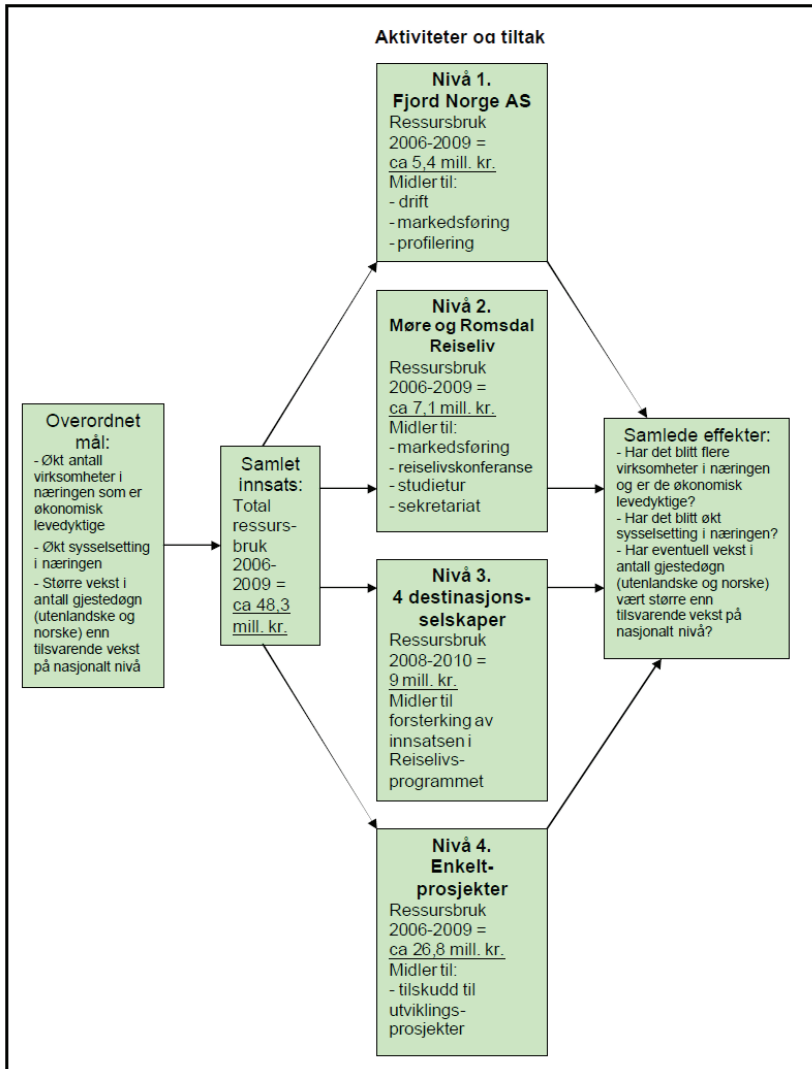 Aktiviteter og tiltak
Overordnet
mål:
- Økt antall
virksomheter i
næringen som er
økonomisk
levedyktige
- Økt sysselsetting
i næringen
- Større vekst i
antall gjestedøgn
(utenlandske og
norske) enn
tilsvarende vekst
på nasjonalt nivå
Samlet
innsats:
Total
ressurs-
bruk
2006-
2009 =
ca 48,3
mill. kr.
Nivå 1.
Fjord Norge AS
Ressursbruk
2006-2009 =
ca 5,4 mill. kr.
Midler til:
- drift
- markedsføring
- profilering
Nivå 2.
Møre og Romsdal
Reiseliv
Ressursbruk
2006-2009 =
ca 7,1 mill. kr.
Midler til:
- markedsføring
- reiselivskonferanse
- studietur
- sekretariat
Nivå 3.
4 destinasjons-
selskaper
Ressursbruk
2008-2010 =
9 mill. kr.
Midler til
forsterking av
innsatsen i
Reiselivs-
programmet
Nivå 4.
Enkelt-
prosjekter
Ressursbruk
2006-2009 =
ca 26,8 mill. kr.
Midler til:
- tilskudd til
utviklings-
prosjekter
Samlede effekter:
- Har det blitt flere
virksomheter i næringen
og er de økonomisk
levedyktige?
- Har det blitt økt
sysselsetting i næringen?
- Har eventuell vekst i
antall gjestedøgn
(utenlandske og norske)
vært større enn
tilsvarende vekst på
nasjonalt nivå?